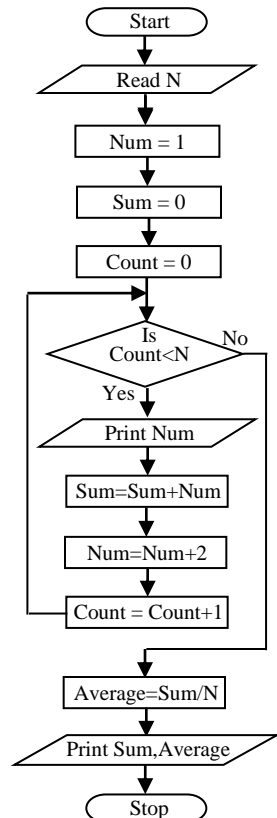 Start
Read N
Num = 1
Sum = 0
Count = 0
Is
Count<N
No
Yes
Print Num
Sum=Sum+Num
Num=Num+2
Count = Count+1
Average=Sum/N
Print Sum,Average
Stop